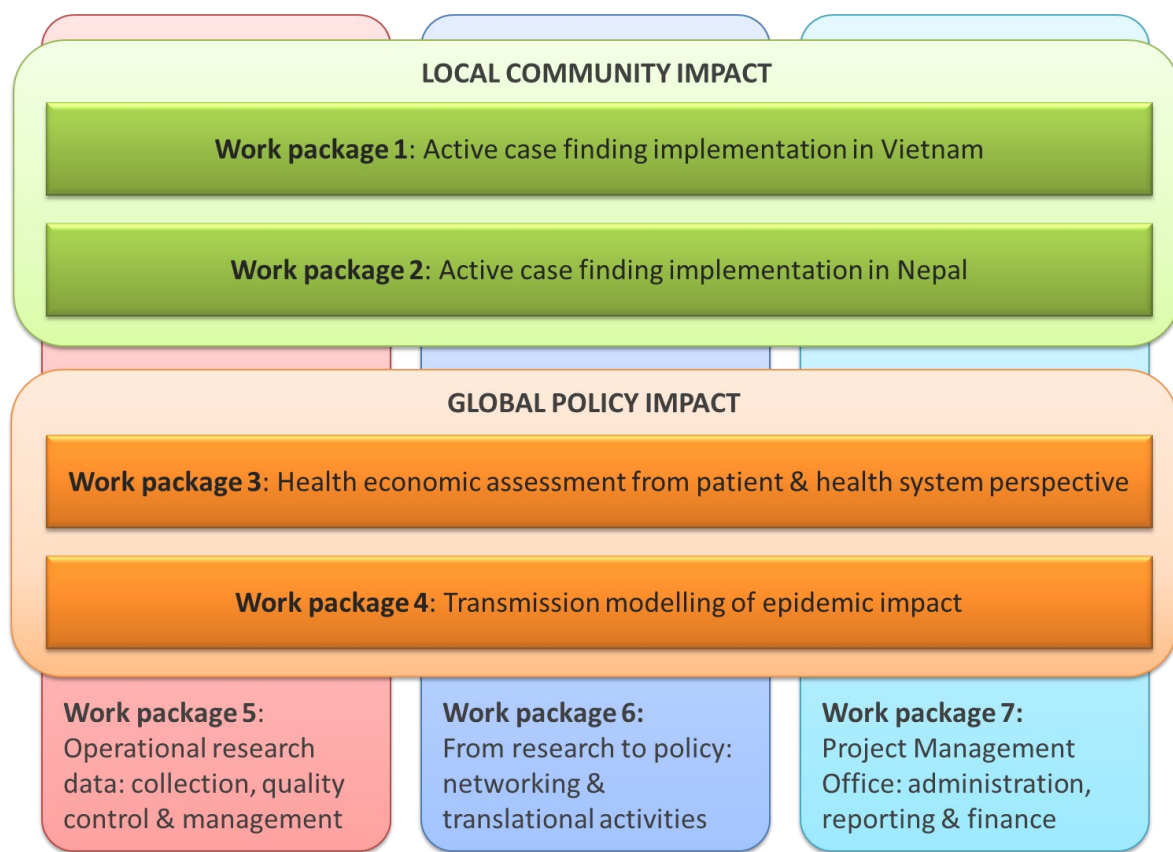 LOCAL COMMUNITY IMPACT
Work package 1: Active case finding implementation in Vietnam
Work package 2: Active case finding implementation in Nepal
GLOBAL POLICY IMPACT
Work package 3: Health economic assessment from patient & health system perspective
Work package 4: Transmission modelling of epidemic impact
Work package 5:
Operational research
data: collection, quality
control & management
Work package 6:
From research to policy:
networking &
translational activities
Work package 7:
Project Management
Office: administration,
reporting & finance